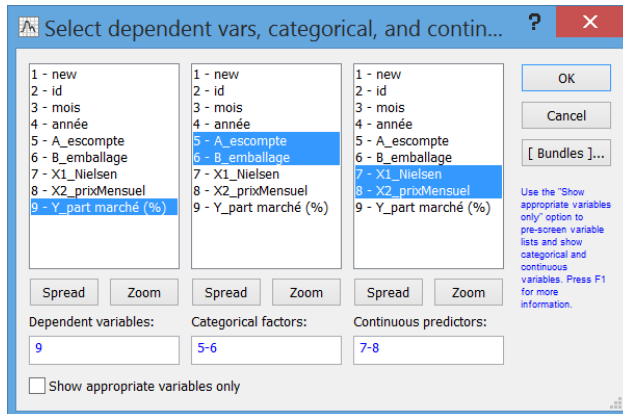 Select dependent vars, categorical, and contin...
?
1 - new
2 - id
3 - mois
4 - année
5 - A_escompte
6 - B_emballage
7 - X1_Nielsen
8 - X2_prixMensuel
9 - Y_part marché (%)
1 - new
2 - id
3 - mois
4 - année
5 - A_escompte
6 - B_emballage
7 - X1_Nielsen
8 - X2_prixMensuel
9 - Y_part marché (%)
1 - new
2 - id
3 - mois
4 - année
5 - A_escompte
6 - B_emballage
7 - X1_Nielsen
8 - X2_prixMensuel
9 - Y_part marché (%)
OK
Cancel
[ Bundles ]...
Use the "Show
appropriate variables
only" option to
pre-screen variable
lists and show
categorical and
continuous
variables. Press F1
for more
information.
Spread Zoom Spread Zoom Spread Zoom
Dependent variables: Categorical factors: Continuous predictors:
9 5-6 7-8
Show appropriate variables only